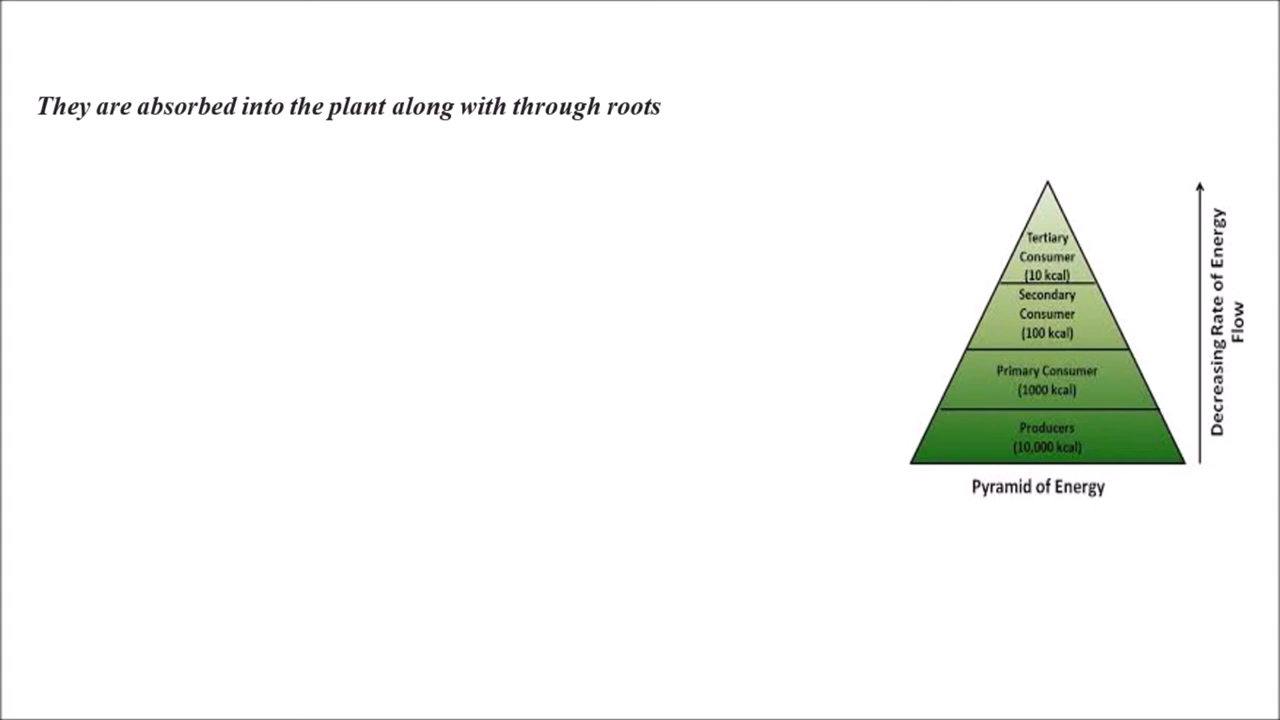 They are absorbed into the plant along with through roots
Tertiary
Consumer
(10 kcal)
Secondary
Consumer
(100 kcal)
Primary Consumer
(1000 kcal)
Producers
(10,000 kcal)
Pyramid of Energy
Decreasing Rate of Energy
Flow